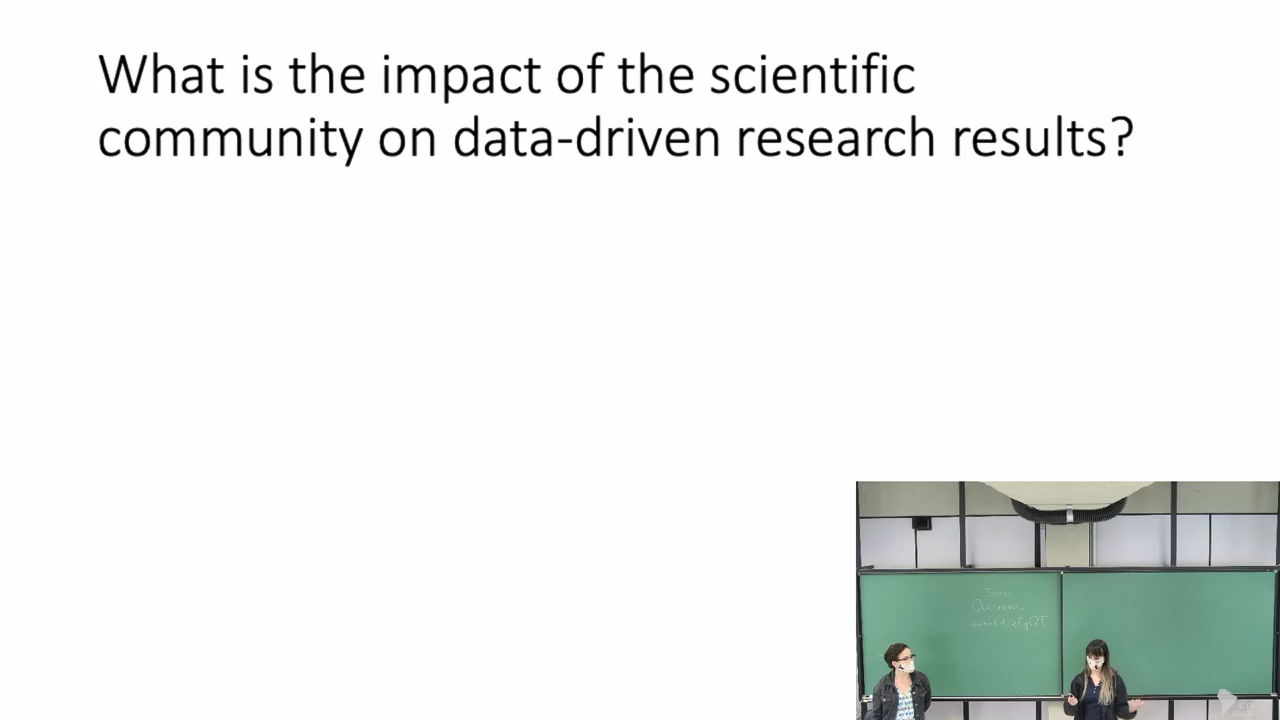 What is the impact of the scientific
community on data-driven research results?